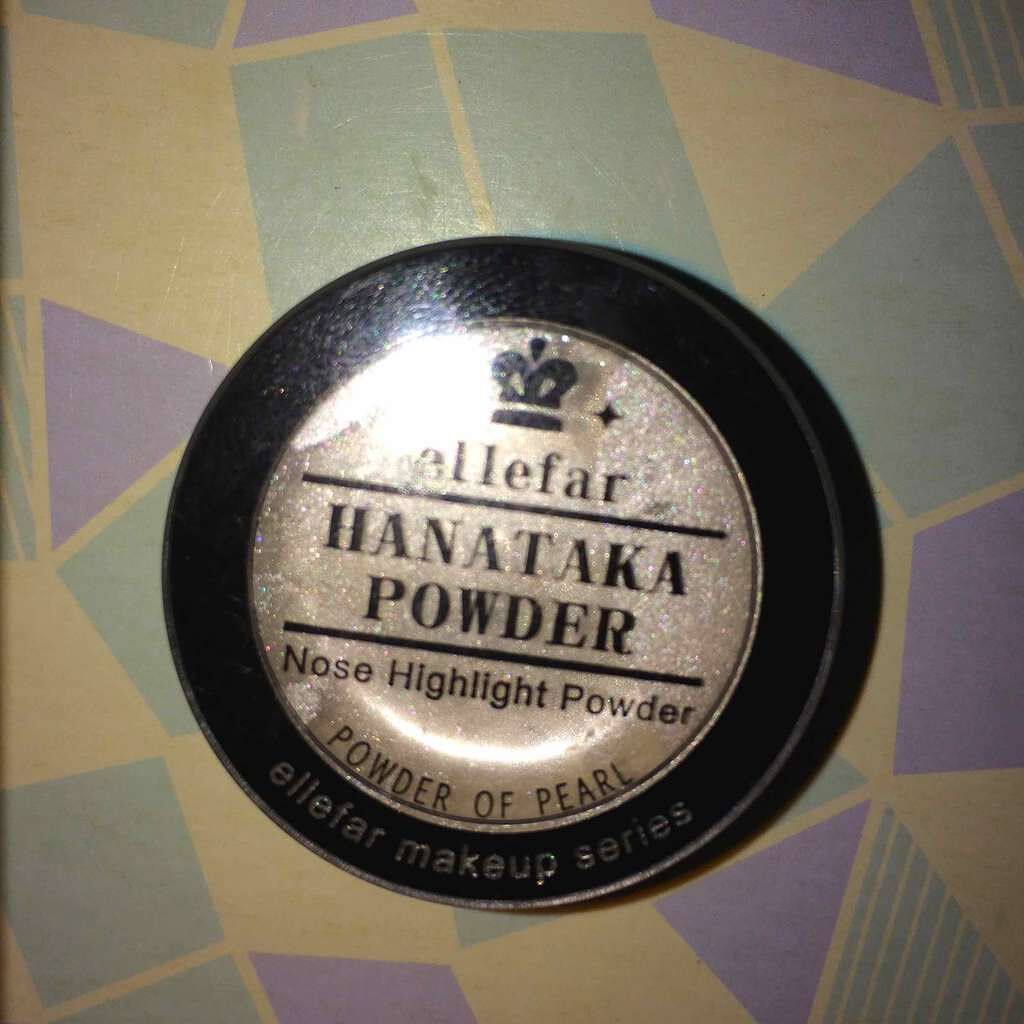 ellefar
HANATAKA
POWDER
Nose Highlight Powder
POWDER OF PEARL
ellefar makeup series